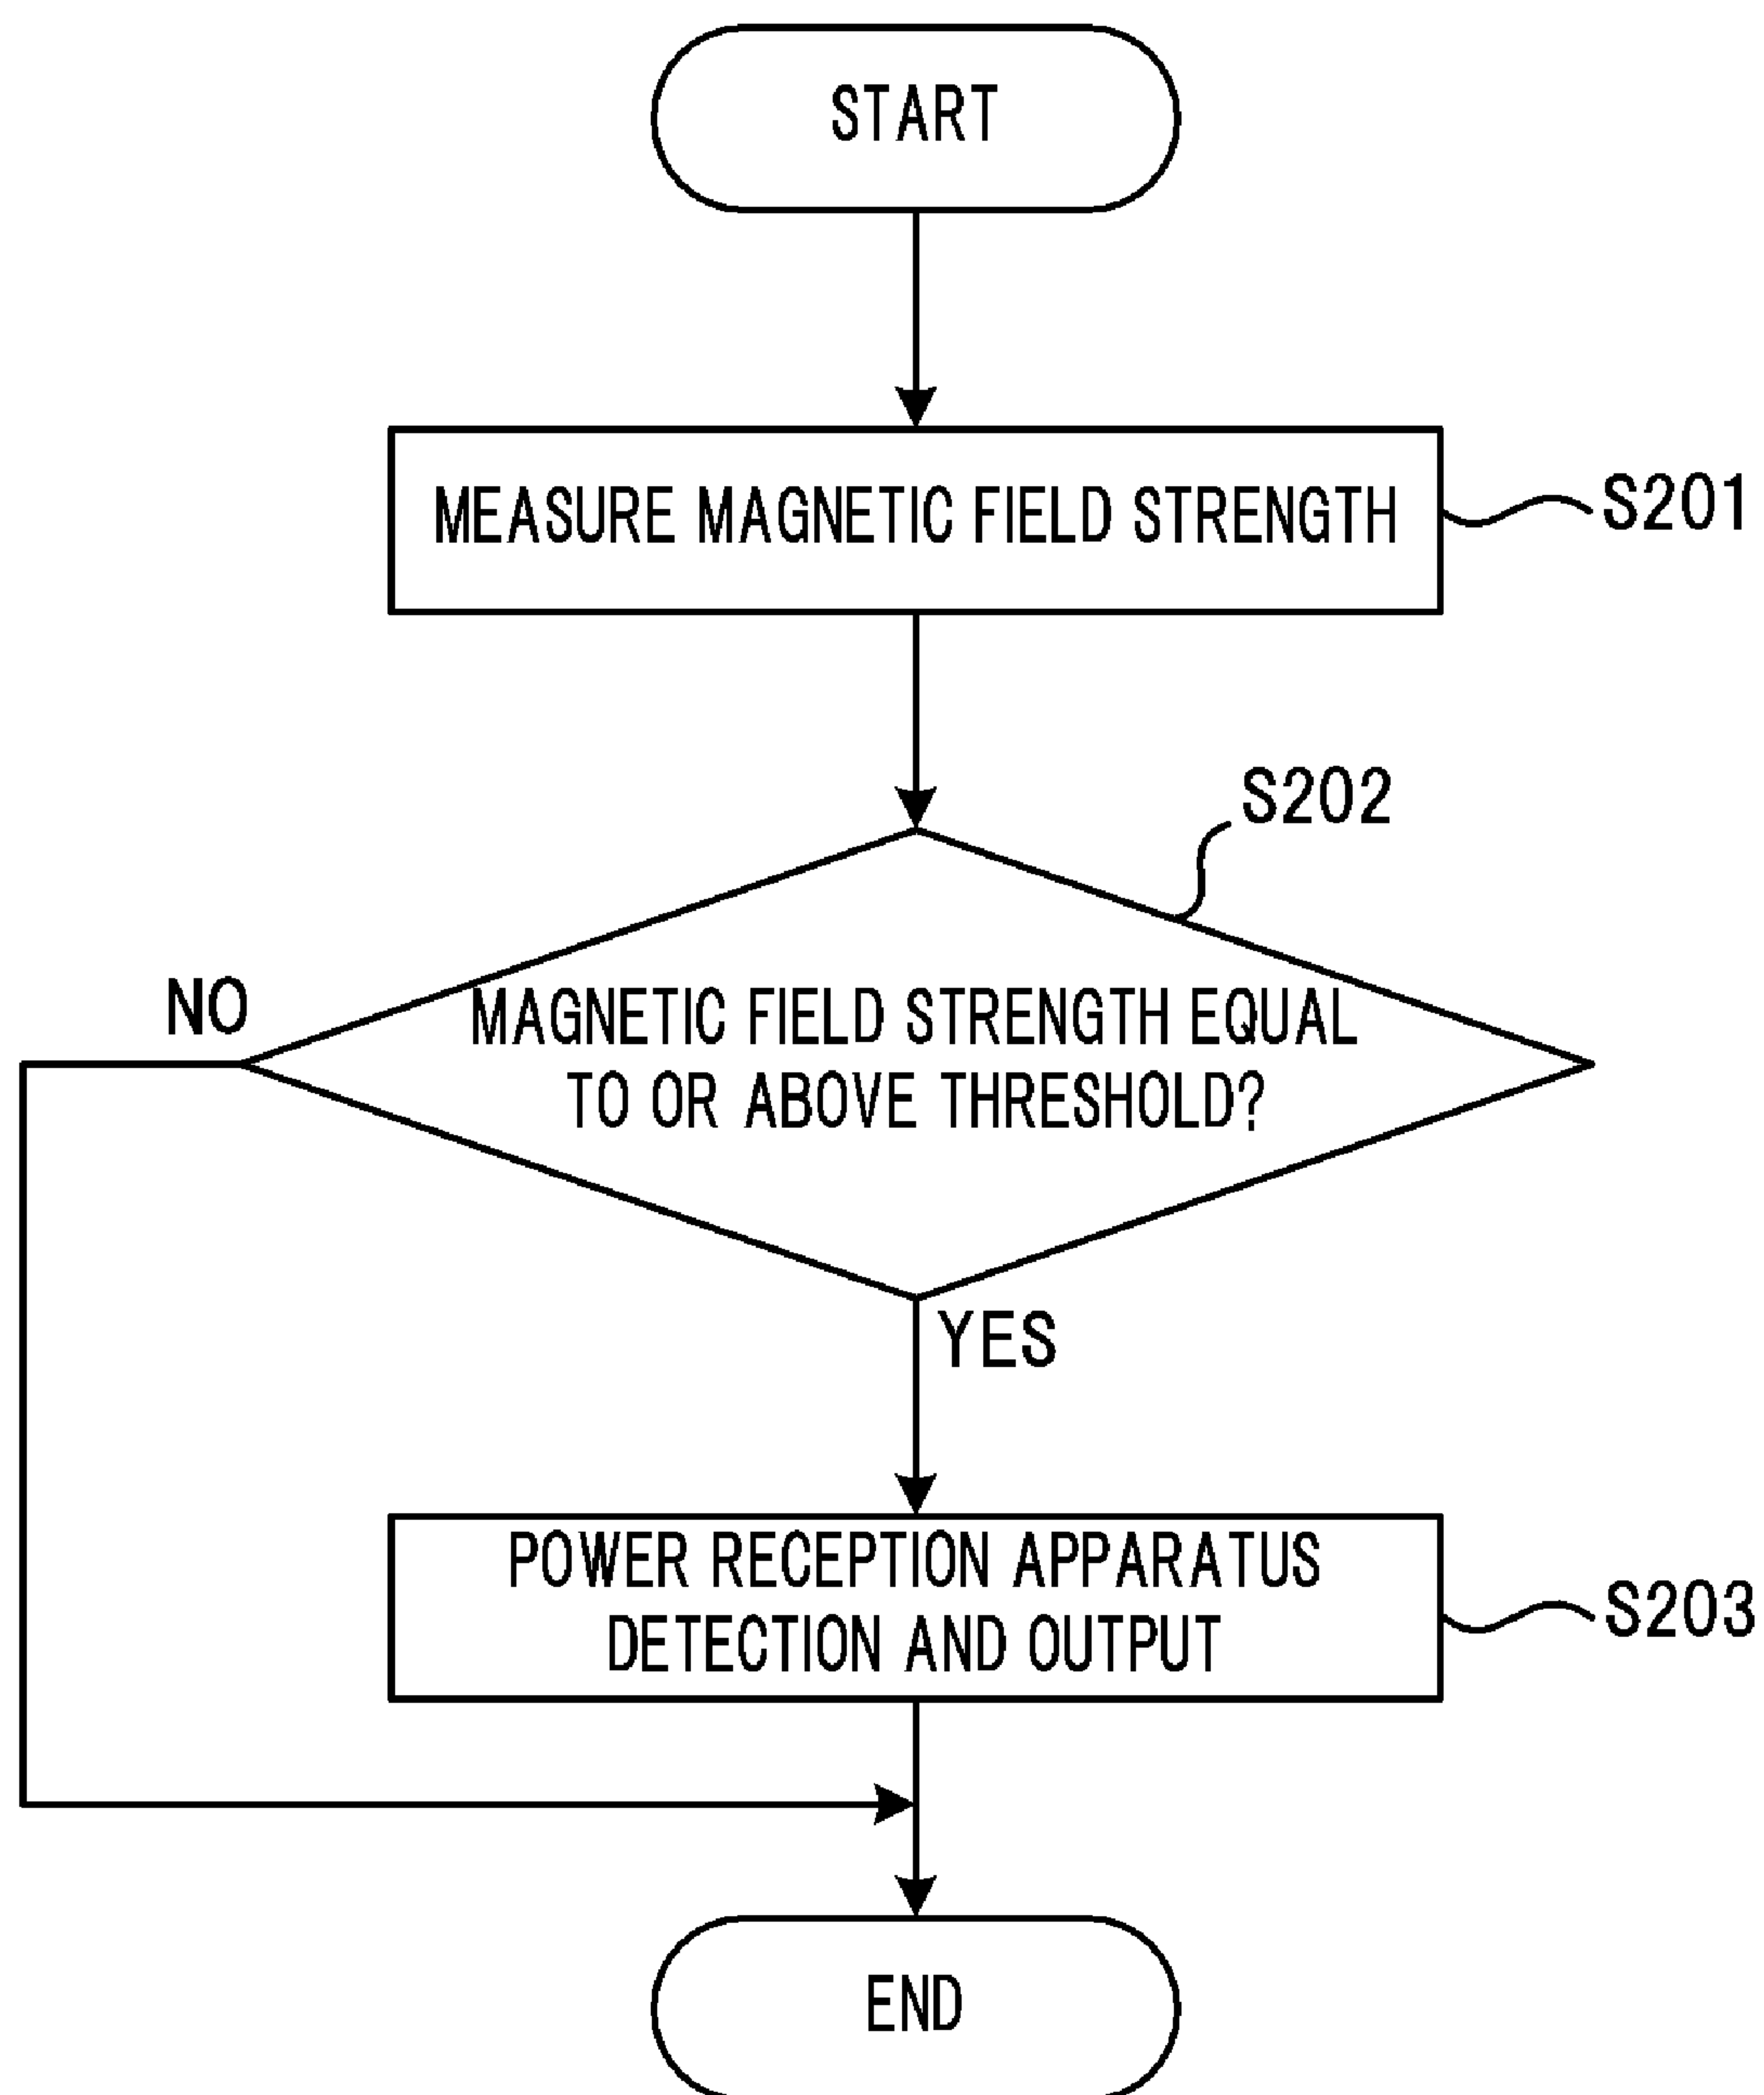 START
MEASURE MAGNETIC FIELD STRENGTH
S201
S202
NO
MAGNETIC FIELD STRENGTH EQUAL
TO OR ABOVE THRESHOLD?
YES
POWER RECEPTION APPARATUS
DETECTION AND OUTPUT
S203
END